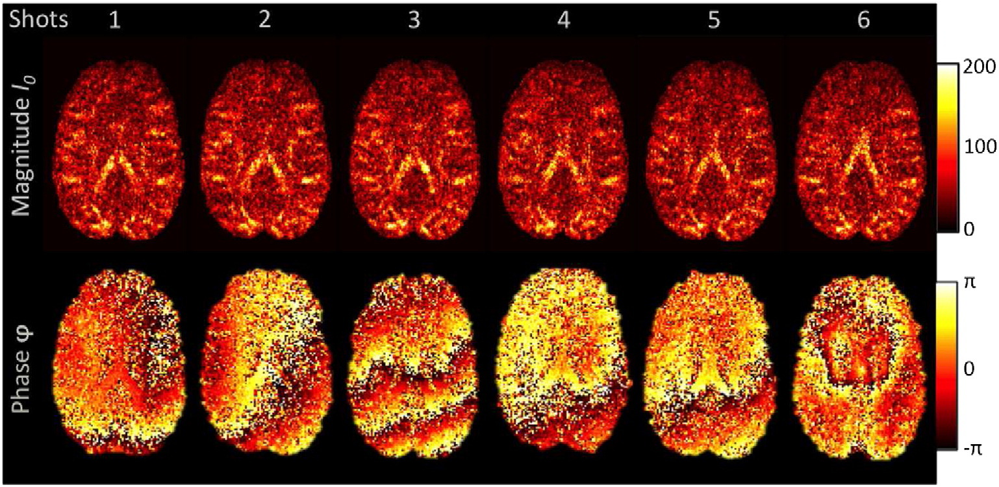 Shots 1 2 3 4 5 6
Magnitude I₀
200
100
0
Phase φ
π
0
-π